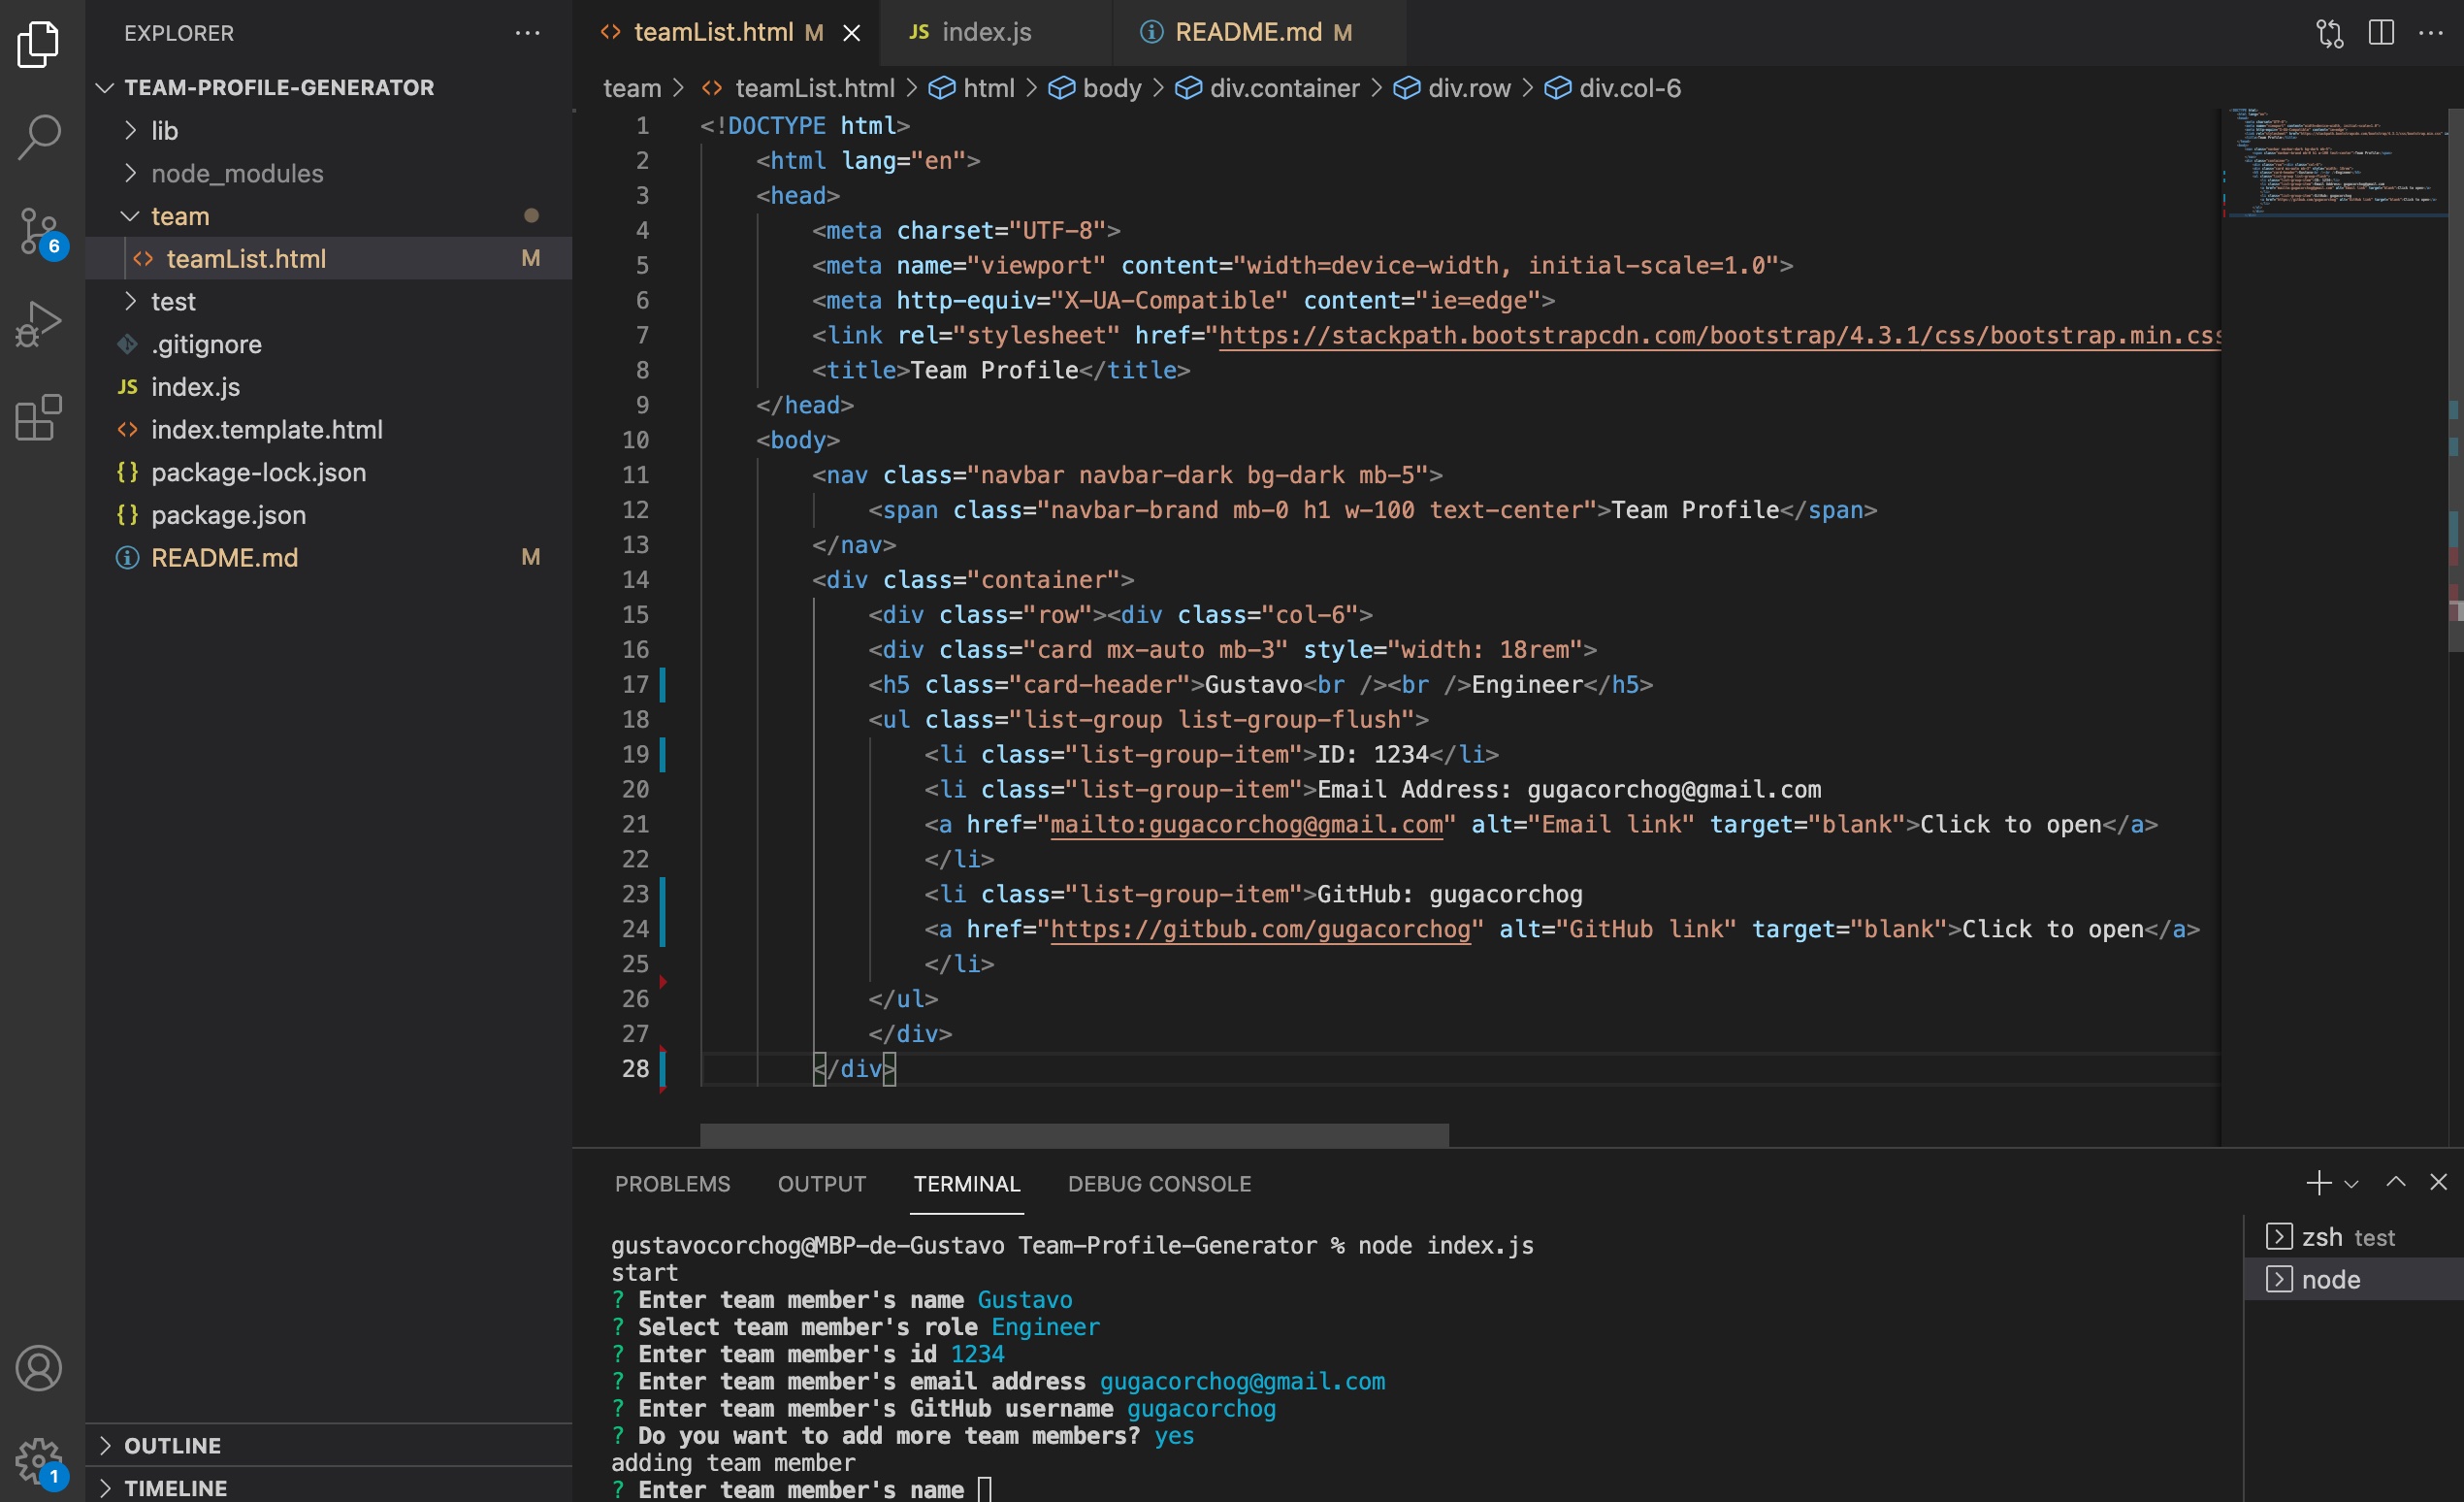 EXPLORER
TEAM-PROFILE-GENERATOR
lib
node_modules
team
teamList.html M
test
.gitignore
JS index.js
index.template.html
{} package-lock.json
{} package.json
README.md M
OUTLINE
TIMELINE
6
1
teamList.html M
JS index.js
README.md M
team > teamList.html > html > body > div.container > div.row > div.col-6
1 <!DOCTYPE html>
2 <html lang="en">
3 <head>
4 <meta charset="UTF-8">
5 <meta name="viewport" content="width=device-width, initial-scale=1.0">
6 <meta http-equiv="X-UA-Compatible" content="ie=edge">
7 <link rel="stylesheet" href="https://stackpath.bootstrapcdn.com/bootstrap/4.3.1/css/bootstrap.min.css
8 <title>Team Profile</title>
9 </head>
10 <body>
11 <nav class="navbar navbar-dark bg-dark mb-5">
12 <span class="navbar-brand mb-0 h1 w-100 text-center">Team Profile</span>
13 </nav>
14 <div class="container">
15 <div class="row"><div class="col-6">
16 <div class="card mx-auto mb-3" style="width: 18rem">
17 <h5 class="card-header">Gustavo<br /><br />Engineer</h5>
18 <ul class="list-group list-group-flush">
19 <li class="list-group-item">ID: 1234</li>
20 <li class="list-group-item">Email Address: gugacorchog@gmail.com
21 <a href="mailto:gugacorchog@gmail.com" alt="Email link" target="blank">Click to open</a>
22 </li>
23 <li class="list-group-item">GitHub: gugacorchog
24 <a href="https://gitbub.com/gugacorchog" alt="GitHub link" target="blank">Click to open</a>
25 </li>
26 </ul>
27 </div>
28 </div>
PROBLEMS OUTPUT TERMINAL DEBUG CONSOLE
gustavocorchog@MBP-de-Gustavo Team-Profile-Generator % node index.js
start
? Enter team member's name Gustavo
? Select team member's role Engineer
? Enter team member's id 1234
? Enter team member's email address gugacorchog@gmail.com
? Enter team member's GitHub username gugacorchog
? Do you want to add more team members? yes
adding team member
? Enter team member's name
zsh test
node